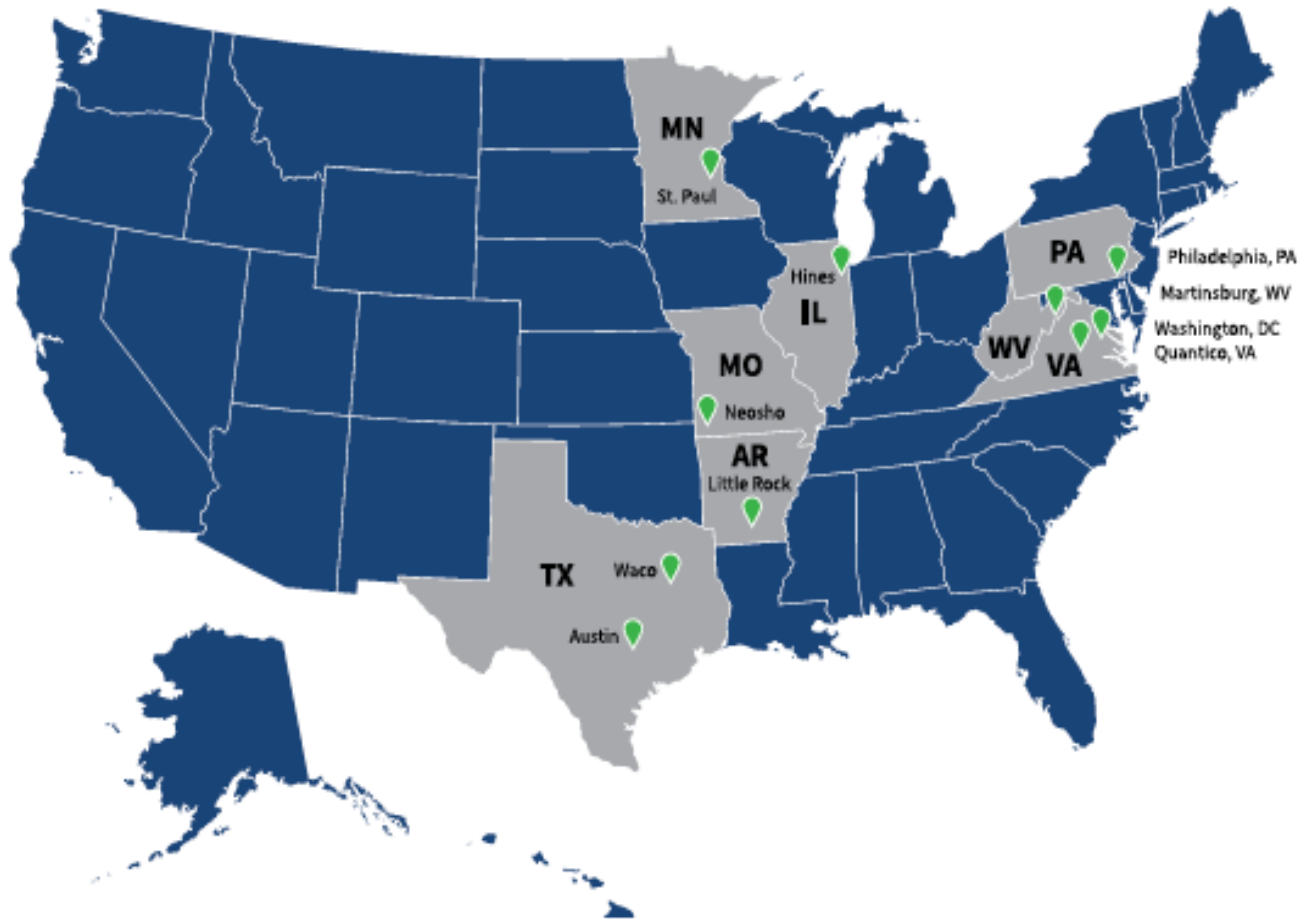 MN
St. Paul
Hines
IL
PA
Philadelphia, PA
Martinsburg, WV
Washington, DC
Quantico, VA
WV
VA
MO
Neosho
AR
Little Rock
TX
Waco
Austin